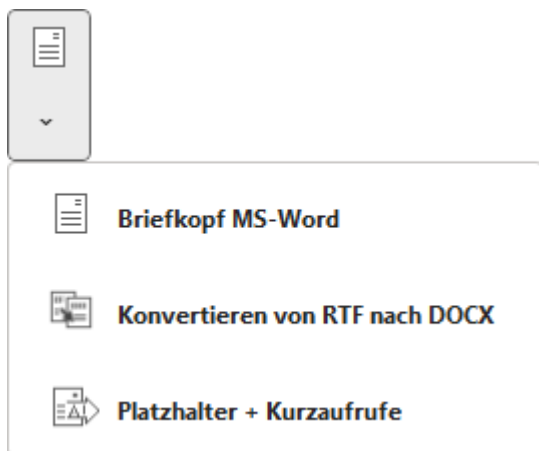 Briefkopf MS-Word
Konvertieren von RTF nach DOCX
Platzhalter + Kurzaufrufe